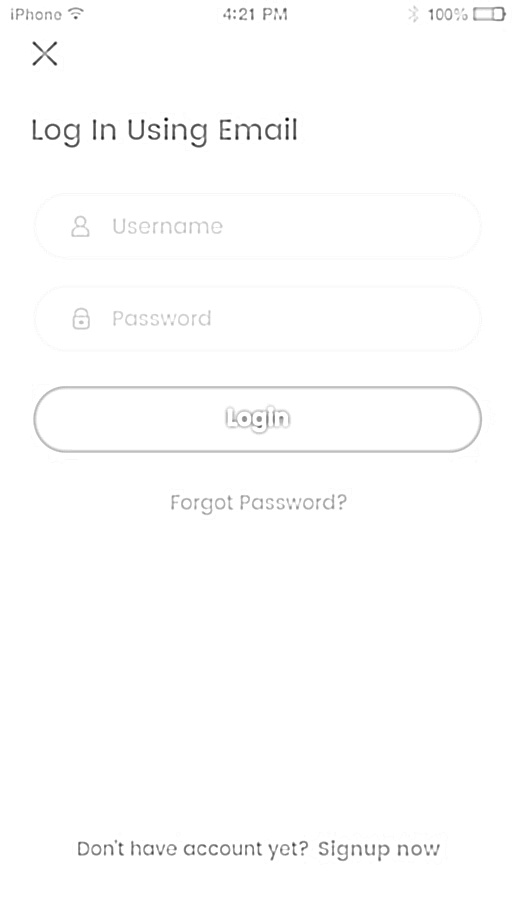 iPhone 4:21 PM 100%
Log In Using Email
Username
Password
Login
Forgot Password?
Don't have account yet? Signup now